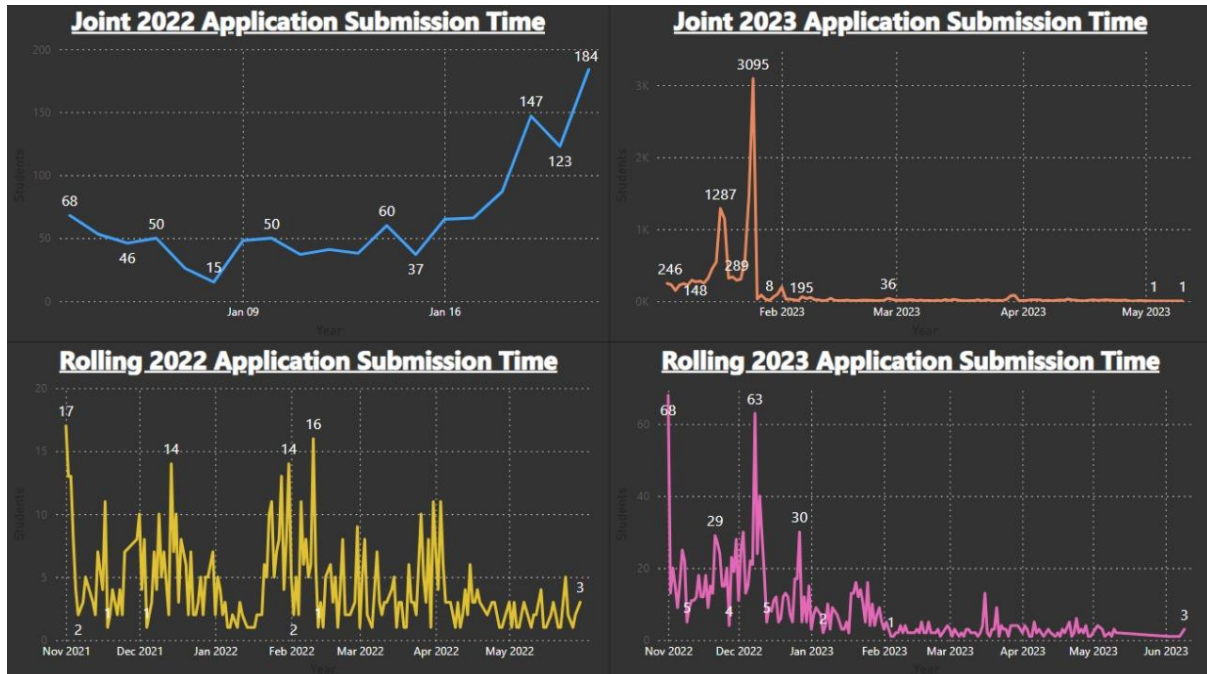 Joint 2022 Application Submission Time
200
184
147
150
123
Students
100
68
60
50
50
50
46
37
15
0
Jan 09
Jan 16
Year
Joint 2023 Application Submission Time
3095
3K
2K
Students
1287
1K
246
289
148
8
195
36
1
1
0K
Feb 2023
Mar 2023
Apr 2023
May 2023
Year
Rolling 2022 Application Submission Time
20
17
16
15
14
14
Students
10
5
3
1
1
1
2
2
0
Nov 2021
Dec 2021
Jan 2022
Feb 2022
Mar 2022
Apr 2022
May 2022
Year
Rolling 2023 Application Submission Time
68
63
60
40
Students
29
30
20
5
4
5
2
1
3
0
Nov 2022
Dec 2022
Jan 2023
Feb 2023
Mar 2023
Apr 2023
May 2023
Jun 2023
Year